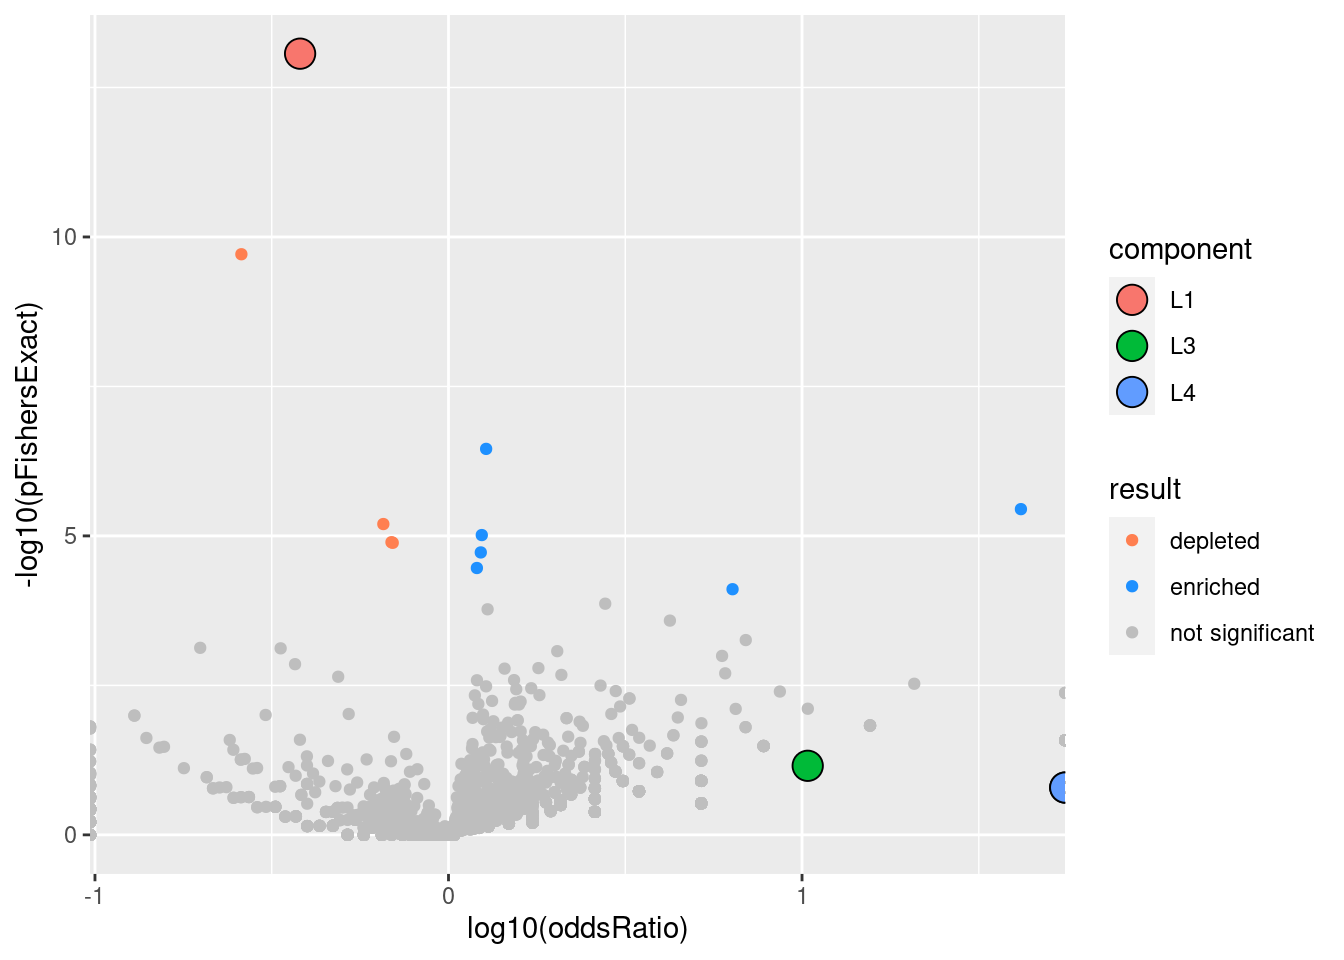 -log10(pFishersExact)
10
5
0
-1
0
1
log10(oddsRatio)
component
L1
L3
L4
result
depleted
enriched
not significant